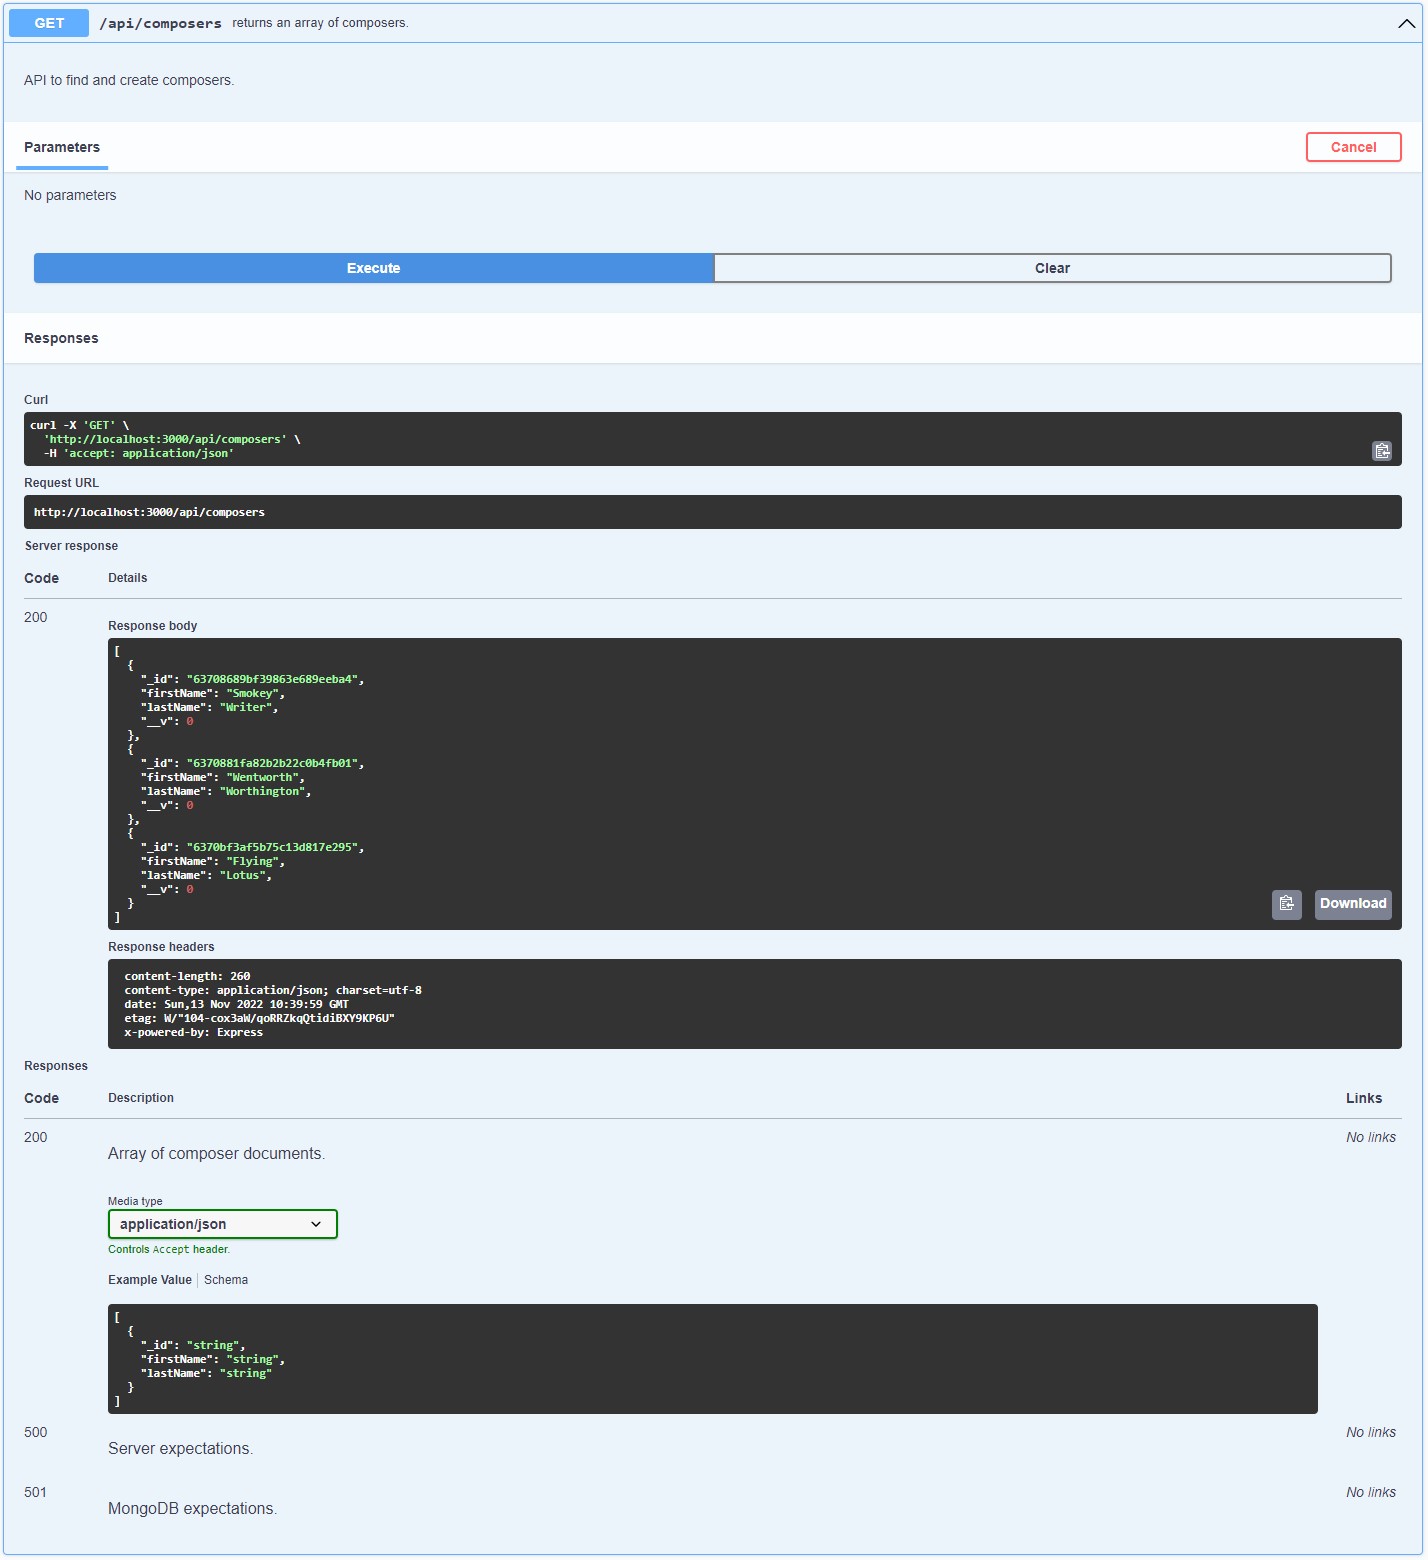 GET /api/composers returns an array of composers.
API to find and create composers.
Parameters
Cancel
No parameters
Execute
Clear
Responses
Curl
curl -X 'GET' \
'http://localhost:3000/api/composers' \
-H 'accept: application/json'
Request URL
http://localhost:3000/api/composers
Server response
Code Details
200
Response body
[
{
"_id": "63708689bf39863e689eeba4",
"firstName": "Smokey",
"lastName": "Writer",
"__v": 0
},
{
"_id": "6370881fa82b2b22c0b4fb01",
"firstName": "Wentworth",
"lastName": "Worthington",
"__v": 0
},
{
"_id": "6370bf3af5b75c13d817e295",
"firstName": "Flying",
"lastName": "Lotus",
"__v": 0
}
]
Download
Response headers
content-length: 260
content-type: application/json; charset=utf-8
date: Sun,13 Nov 2022 10:39:59 GMT
etag: W/"104-cox3aW/qoRRZkqQtidiBXY9KP6U"
x-powered-by: Express
Responses
Code Description Links
200 No links
Array of composer documents.
Media type
application/json
Controls Accept header.
Example Value Schema
[
{
"_id": "string",
"firstName": "string",
"lastName": "string"
}
]
500 No links
Server expectations.
501 No links
MongoDB expectations.